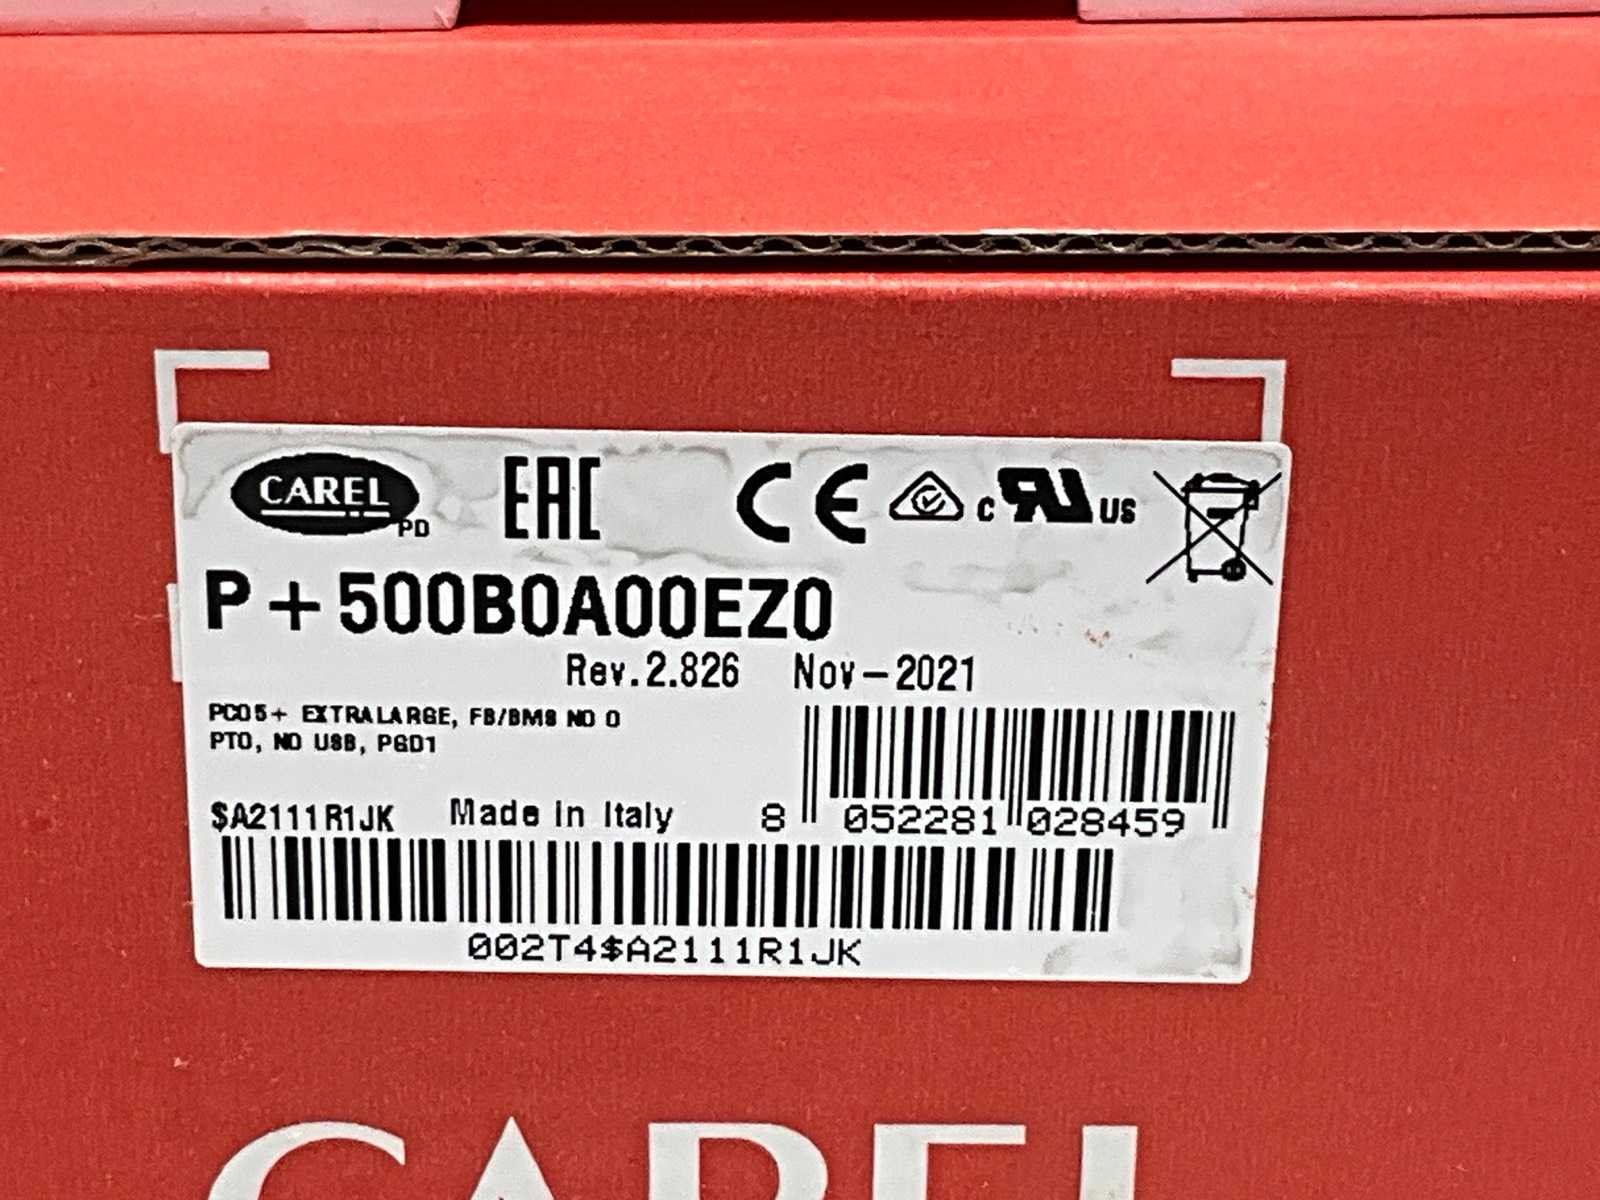 CAREL
PD
EAC
CE
c RU US
P+500B0A00EZ0
Rev.2.826 Nov-2021
PCO5+ EXTRALARGE, FB/BMS NO O
PTO, NO USB, PGD1
$A2111R1JK Made In Italy
8 052281 028459
002T4$A2111R1JK
CAREL